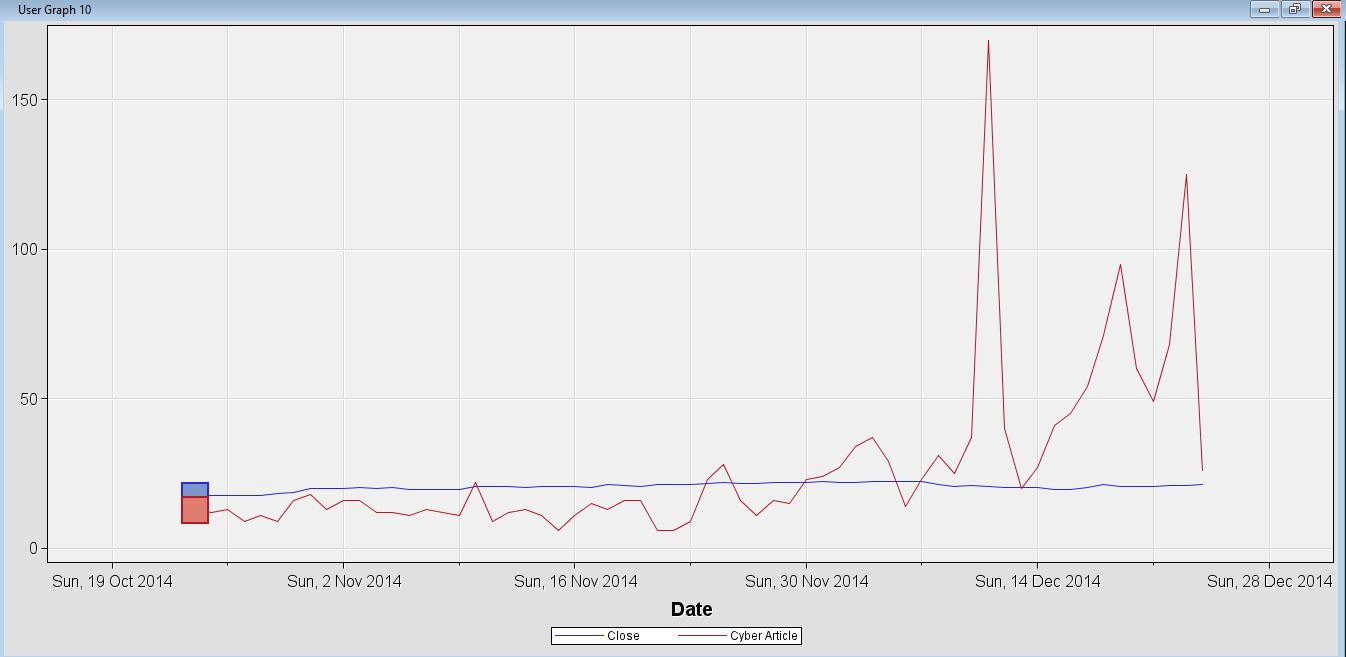 User Graph 10
150
100
50
0
Sun, 19 Oct 2014 Sun, 2 Nov 2014 Sun, 16 Nov 2014 Sun, 30 Nov 2014 Sun, 14 Dec 2014 Sun, 28 Dec 2014
Date
Close Cyber Article